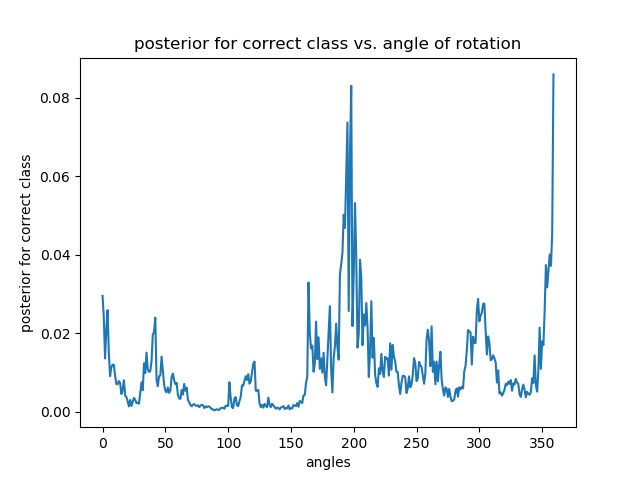 posterior for correct class vs. angle of rotation
posterior for correct class
0.08
0.06
0.04
0.02
0.00
0 50 100 150 200 250 300 350
angles